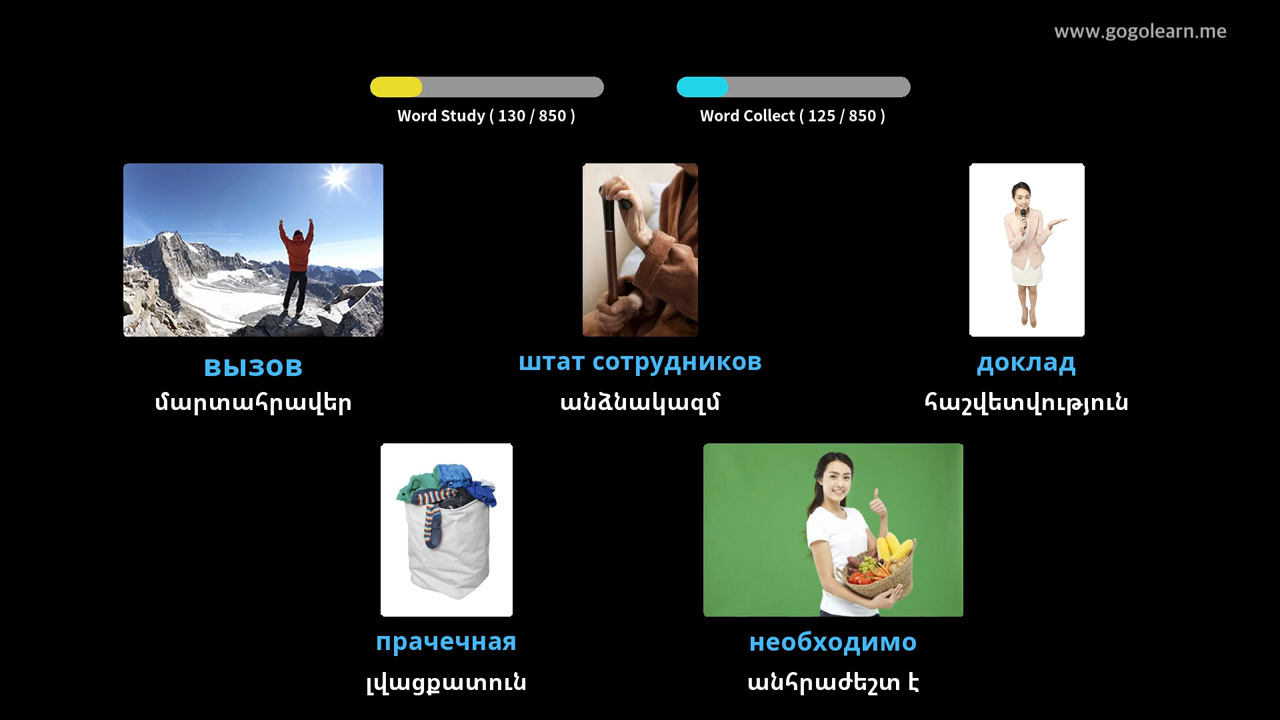 www.gogolearn.me
Word Study ( 130 / 850 )
Word Collect ( 125 / 850 )
вызов
մարտահրավեր
штат сотрудников
անձնակազմ
доклад
հաշվետվություն
прачечная
լվացքատուն
необходимо
անհրաժեշտ է